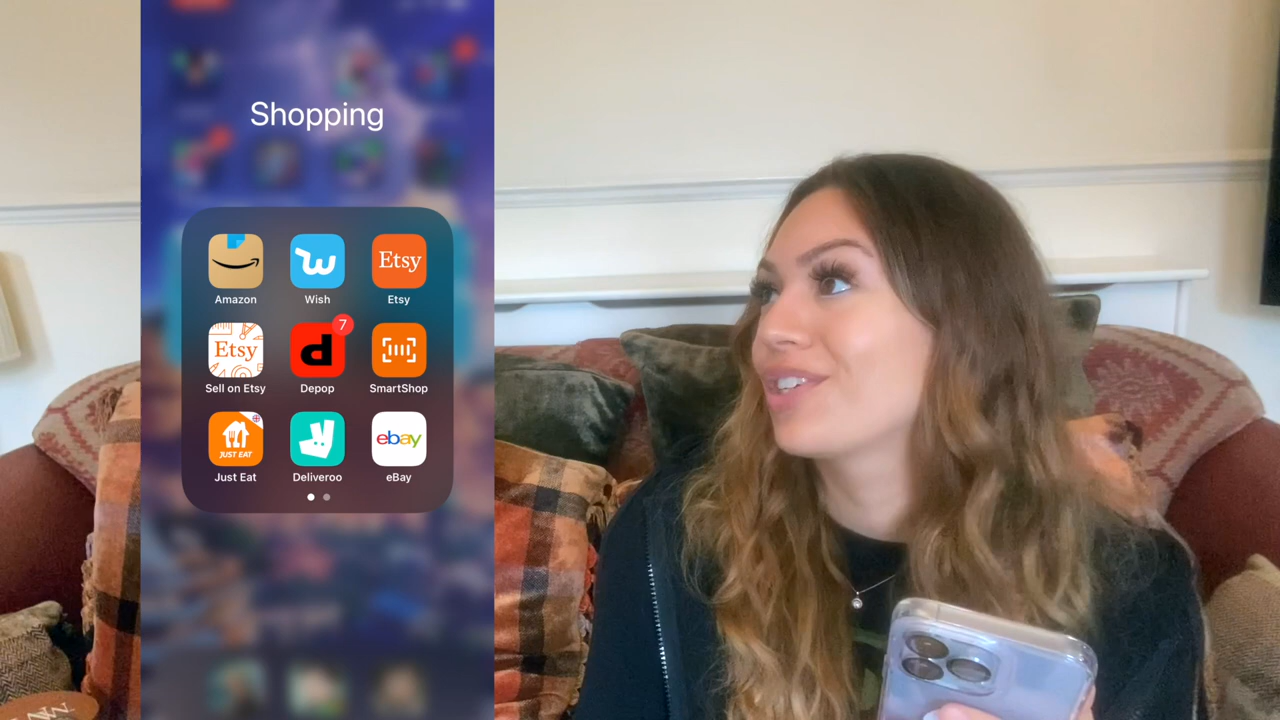 Shopping
Amazon
Wish
Etsy
Etsy
Etsy
7
Sell on Etsy
Depop
SmartShop
JUST EAT
ebay
Just Eat
Deliveroo
eBay